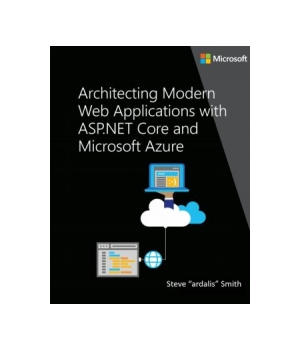 Microsoft
Architecting Modern
Web Applications with
ASP.NET Core and
Microsoft Azure
Steve "ardalis" Smith